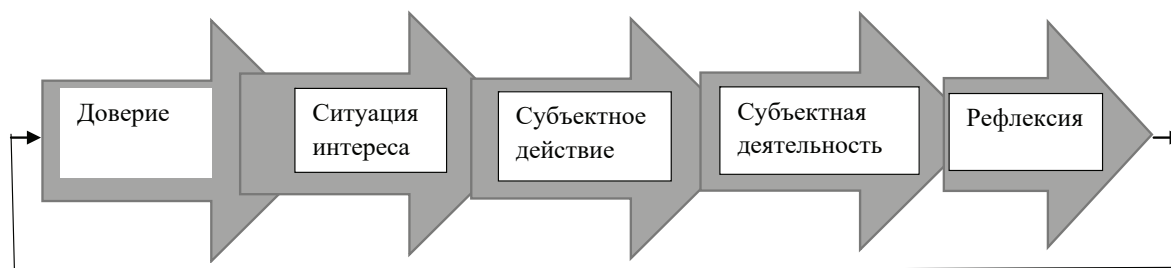 Доверие
Ситуация
интереса
Субъектное
действие
Субъектная
деятельность
Рефлексия